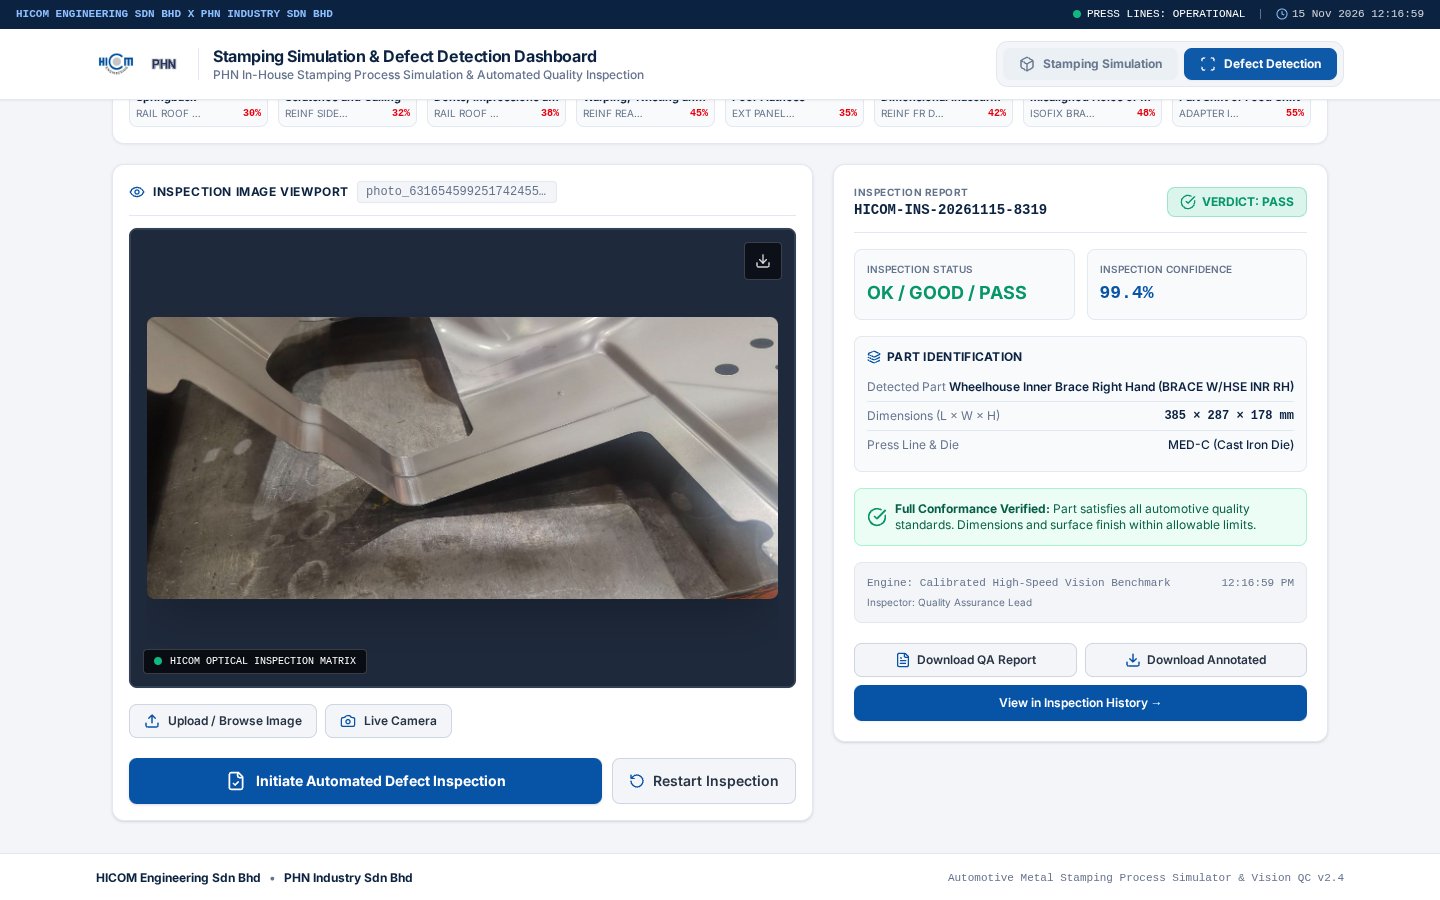 HICOM ENGINEERING SDN BHD X PHN INDUSTRY SDN BHD
PRESS LINES: OPERATIONAL | 15 Nov 2026 12:16:59
HiCOM PHN
Stamping Simulation & Defect Detection Dashboard
PHN In-House Stamping Process Simulation & Automated Quality Inspection
Stamping Simulation
Defect Detection
RAIL ROOF ... 30%
REINF SIDE... 32%
RAIL ROOF ... 38%
REINF REA... 45%
EXT PANEL... 35%
REINF FR D... 42%
ISOFIX BRA... 48%
ADAPTER I... 55%
INSPECTION IMAGE VIEWPORT
photo_631654599251742455…
HICOM OPTICAL INSPECTION MATRIX
Upload / Browse Image
Live Camera
Initiate Automated Defect Inspection
Restart Inspection
INSPECTION REPORT
HICOM-INS-20261115-8319
VERDICT: PASS
INSPECTION STATUS
OK / GOOD / PASS
INSPECTION CONFIDENCE
99.4%
PART IDENTIFICATION
Detected Part Wheelhouse Inner Brace Right Hand (BRACE W/HSE INR RH)
Dimensions (L × W × H) 385 × 287 × 178 mm
Press Line & Die MED-C (Cast Iron Die)
Full Conformance Verified: Part satisfies all automotive quality
standards. Dimensions and surface finish within allowable limits.
Engine: Calibrated High-Speed Vision Benchmark 12:16:59 PM
Inspector: Quality Assurance Lead
Download QA Report
Download Annotated
View in Inspection History →
HICOM Engineering Sdn Bhd • PHN Industry Sdn Bhd
Automotive Metal Stamping Process Simulator & Vision QC v2.4